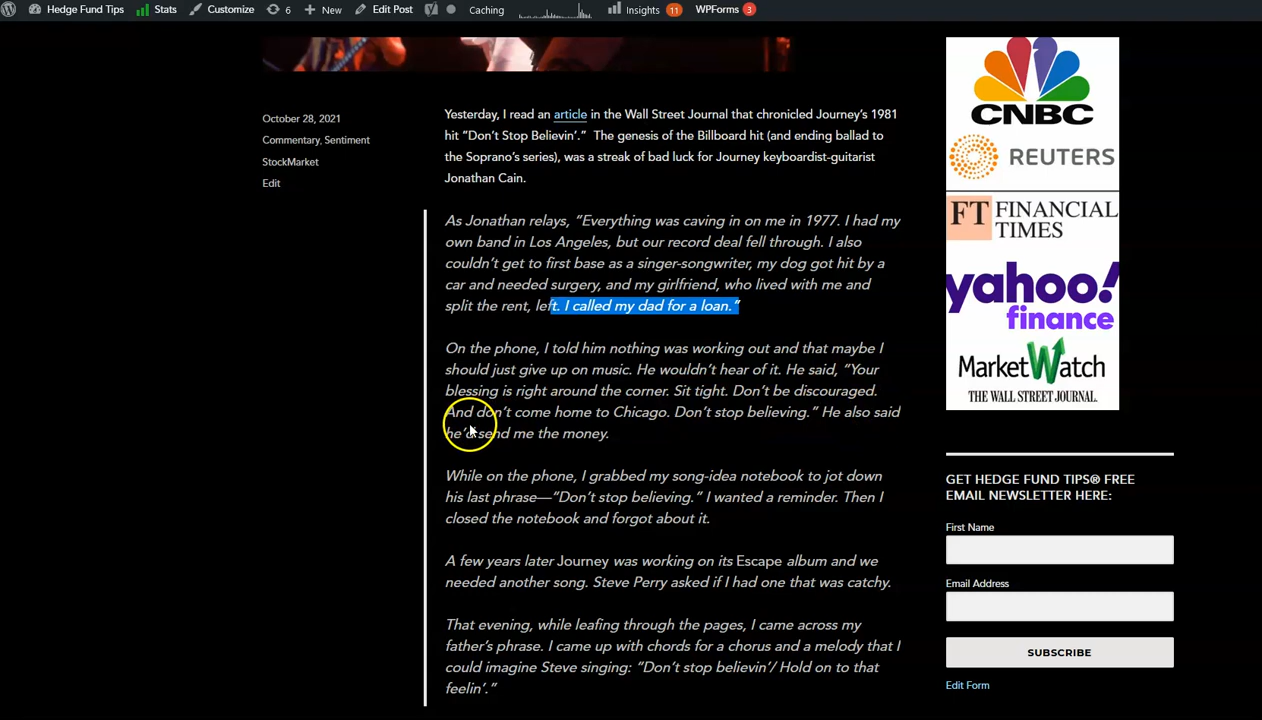 Hedge Fund Tips Stats Customize 6 New Edit Post Caching Insights 11 WPForms 3
October 28, 2021
Commentary, Sentiment
StockMarket
Edit
Yesterday, I read an article in the Wall Street Journal that chronicled Journey's 1981
hit “Don't Stop Believin'.” The genesis of the Billboard hit (and ending ballad to
the Soprano's series), was a streak of bad luck for Journey keyboardist-guitarist
Jonathan Cain.
As Jonathan relays, “Everything was caving in on me in 1977. I had my
own band in Los Angeles, but our record deal fell through. I also
couldn't get to first base as a singer-songwriter, my dog got hit by a
car and needed surgery, and my girlfriend, who lived with me and
split the rent, left. I called my dad for a loan.”
On the phone, I told him nothing was working out and that maybe I
should just give up on music. He wouldn't hear of it. He said, “Your
blessing is right around the corner. Sit tight. Don't be discouraged.
And don't come home to Chicago. Don't stop believing.” He also said
he'd send me the money.
While on the phone, I grabbed my song-idea notebook to jot down
his last phrase—“Don't stop believing.” I wanted a reminder. Then I
closed the notebook and forgot about it.
A few years later Journey was working on its Escape album and we
needed another song. Steve Perry asked if I had one that was catchy.
That evening, while leafing through the pages, I came across my
father's phrase. I came up with chords for a chorus and a melody that I
could imagine Steve singing: “Don't stop believin'/ Hold on to that
feelin'.”
CNBC
REUTERS
FT FINANCIAL
TIMES
yahoo!
finance
MarketWatch
THE WALL STREET JOURNAL.
GET HEDGE FUND TIPS® FREE
EMAIL NEWSLETTER HERE:
First Name
Email Address
SUBSCRIBE
Edit Form